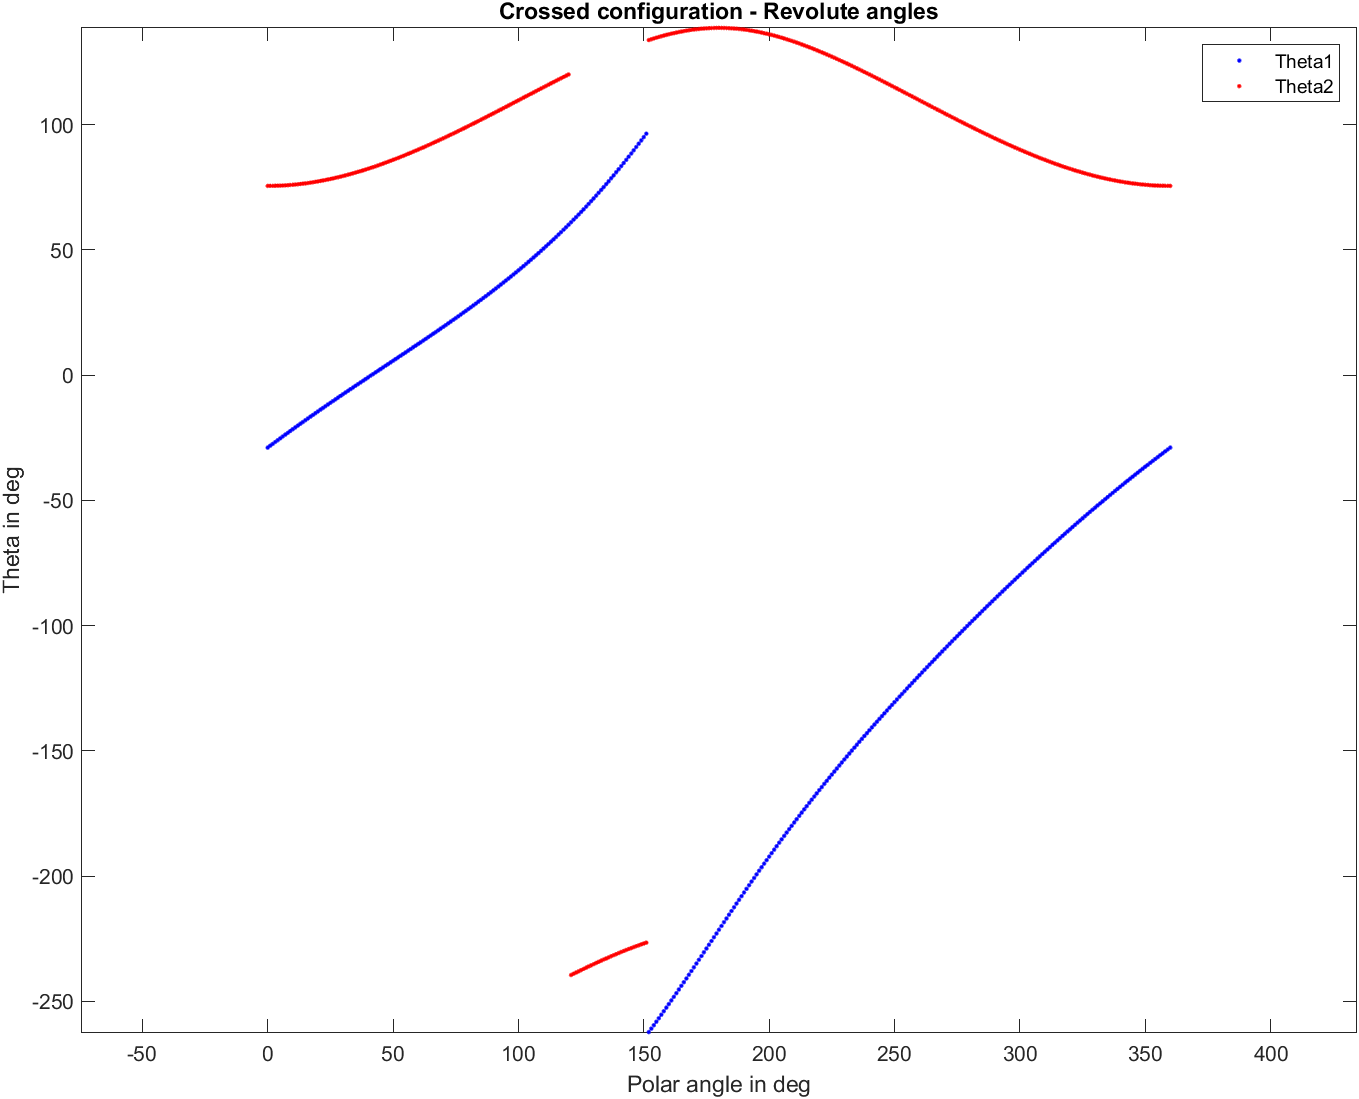 Crossed configuration - Revolute angles
Theta1
Theta2
100
50
0
-50
-100
-150
-200
-250
Theta in deg
-50 0 50 100 150 200 250 300 350 400
Polar angle in deg